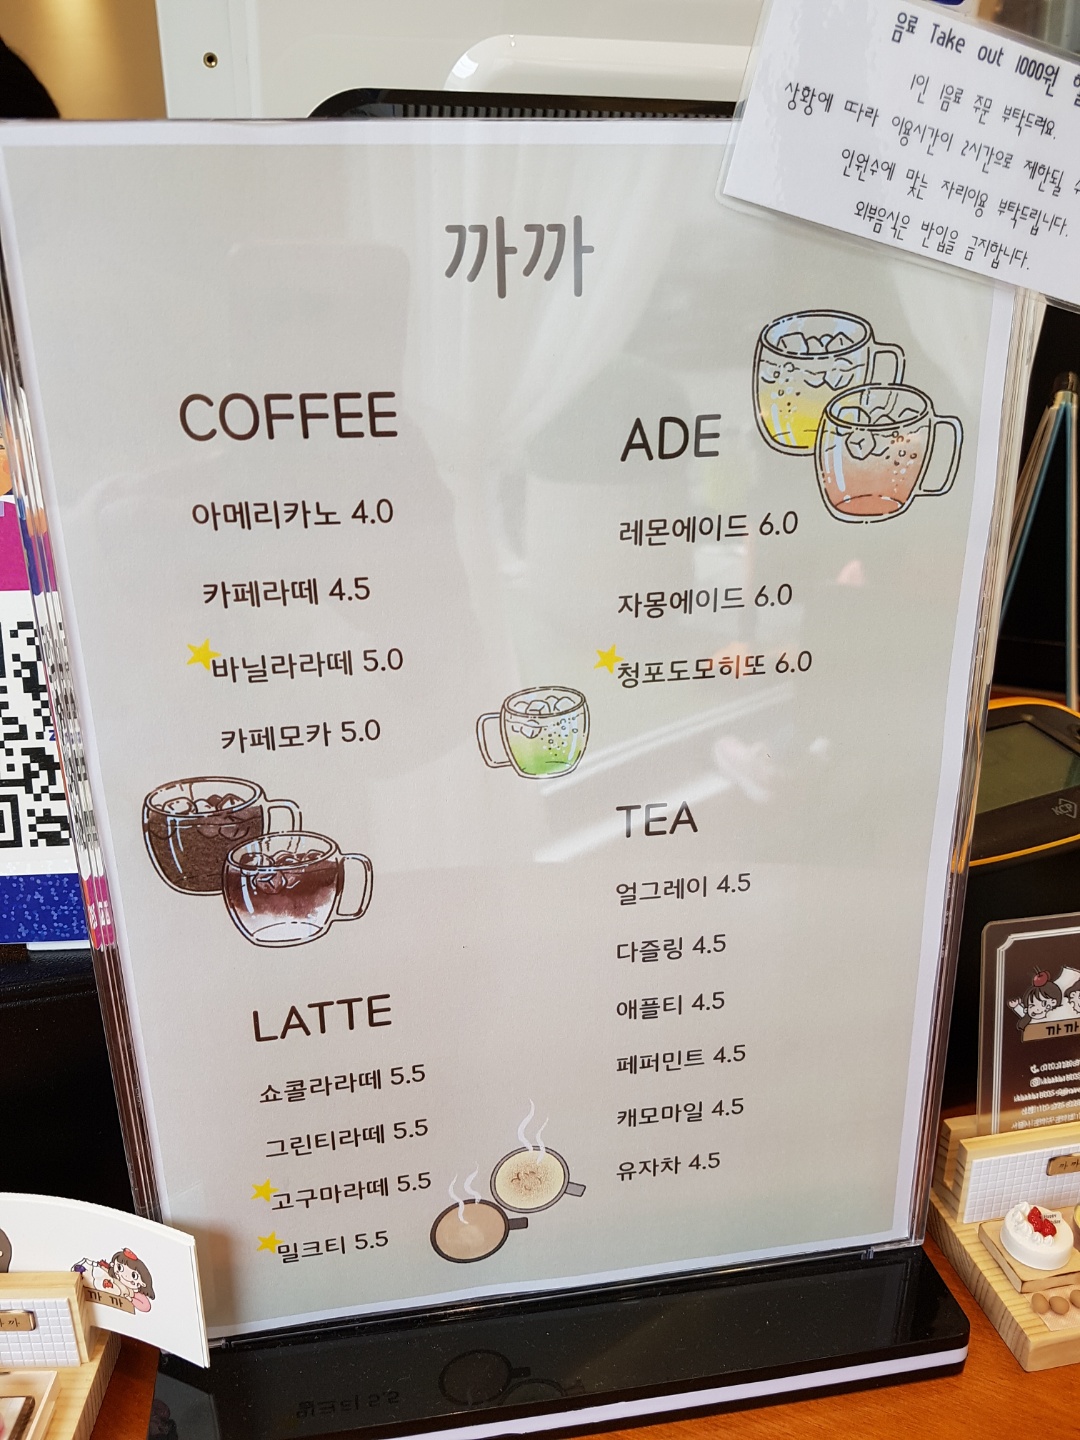 음료 Take out 1000원
1인 1음료 주문 부탁드려요.
상황에 따라 이용시간이 2시간으로 제한될
인원수에 맞는 자리이용 부탁드립니다.
외부음식은 반입을 금지합니다.
까까
COFFEE
아메리카노 4.0
카페라떼 4.5
바닐라라떼 5.0
카페모카 5.0
LATTE
쇼콜라라떼 5.5
그린티라떼 5.5
고구마라떼 5.5
밀크티 5.5
ADE
레몬에이드 6.0
자몽에이드 6.0
청포도모히또 6.0
TEA
얼그레이 4.5
다즐링 4.5
애플티 4.5
페퍼민트 4.5
캐모마일 4.5
유자차 4.5
까까
까까